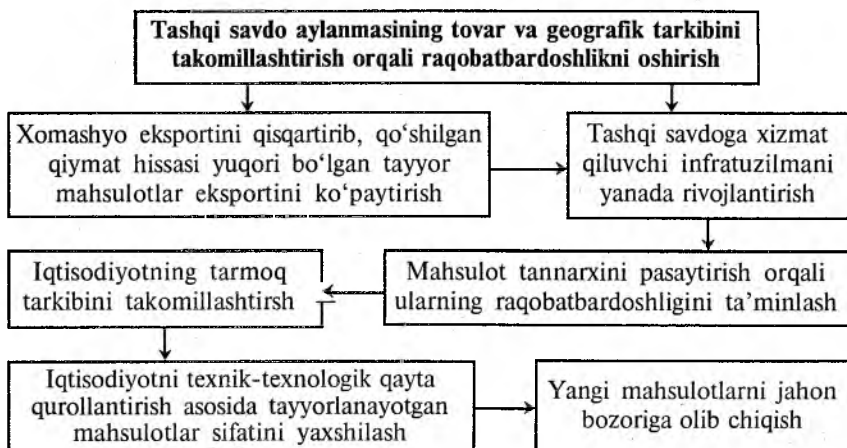 Tashqi savdo aylanmasining tovar va geografik tarkibini
takomillashtirish orqali raqobatbardoshlikni oshirish
Xomashyo eksportini qisqartirib, qo‘shilgan
qiymat hissasi yuqori bo‘lgan tayyor
mahsulotlar eksportini ko‘paytirish
Tashqi savdoga xizmat
qiluvchi infratuzilmani
yanada rivojlantirish
Iqtisodiyotning tarmoq
tarkibini takomillashtirsh
Mahsulot tannarxini pasaytirish orqali
ularning raqobatbardoshligini ta’minlash
Iqtisodiyotni texnik-texnologik qayta
qurollantirish asosida tayyorlanayotgan
mahsulotlar sifatini yaxshilash
Yangi mahsulotlarni jahon
bozoriga olib chiqish